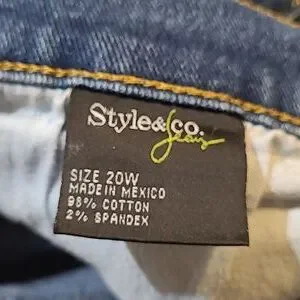 Style&co.
Jeans
SIZE 20W
MADE IN MEXICO
98% COTTON
2% SPANDEX